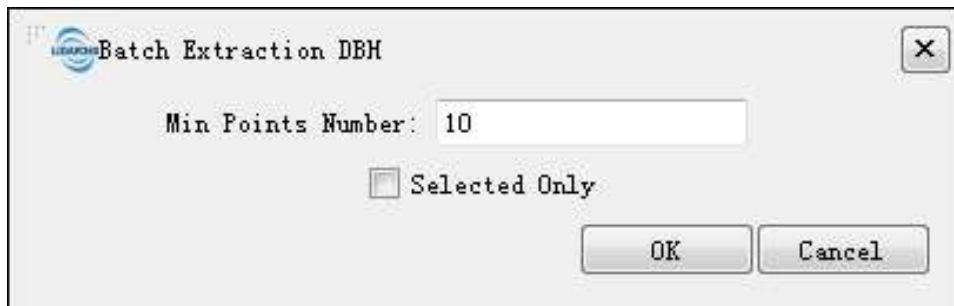 Batch Extraction DBH
Min Points Number: 10
Selected Only
OK Cancel